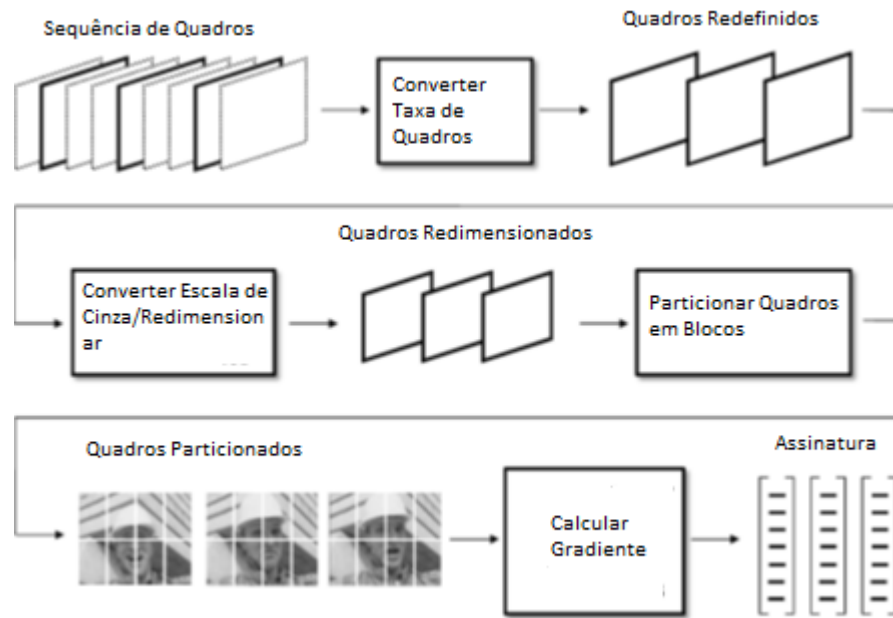 Sequência de Quadros
Quadros Redefinidos
Converter
Taxa de
Quadros
Quadros Redimensionados
Converter Escala de
Cinza/Redimension
ar
Particionar Quadros
em Blocos
Quadros Particionados
Assinatura
Calcular
Gradiente